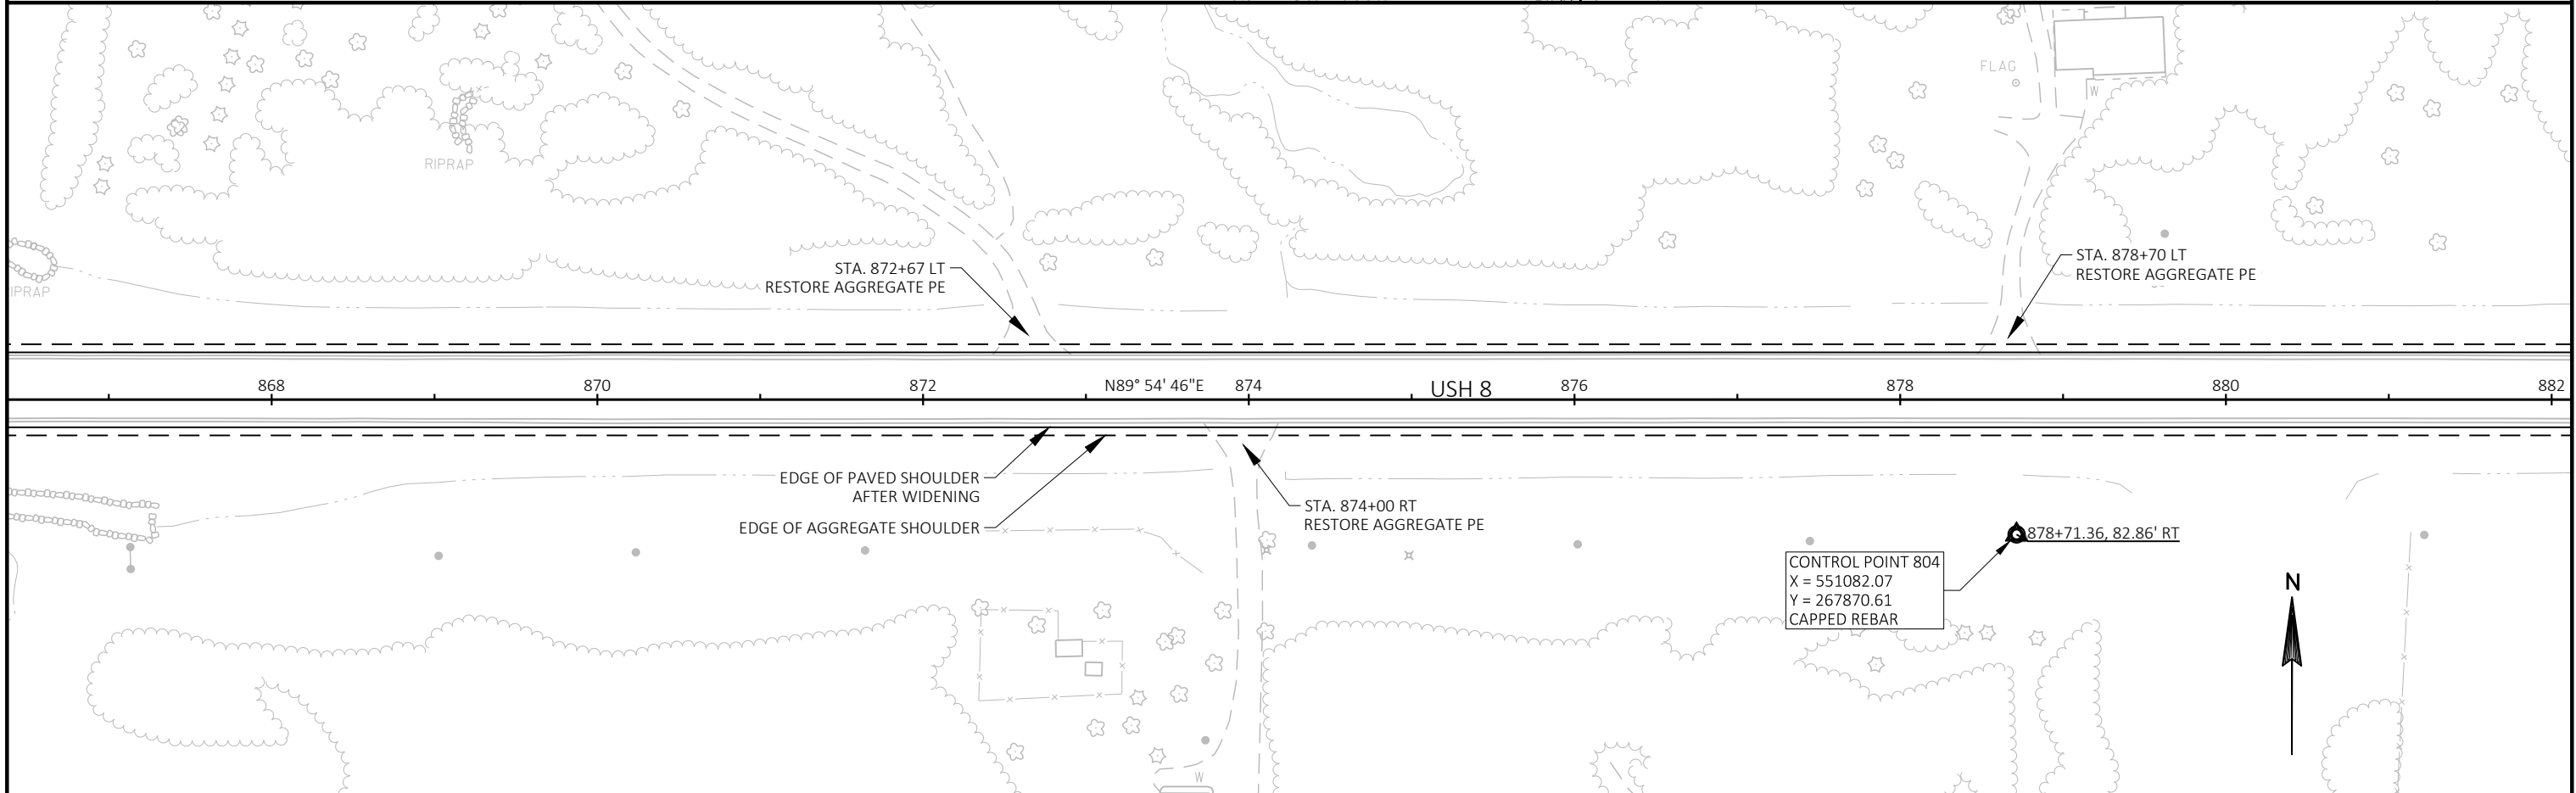 FLAG
W
RIPRAP
STA. 878+70 LT
RESTORE AGGREGATE PE
STA. 872+67 LT
RESTORE AGGREGATE PE
IPRAP
868 870 872 N89° 54' 46"E 874 USH 8 876 878 880 882
EDGE OF PAVED SHOULDER
AFTER WIDENING
EDGE OF AGGREGATE SHOULDER
STA. 874+00 RT
RESTORE AGGREGATE PE
878+71.36, 82.86' RT
CONTROL POINT 804
X = 551082.07
Y = 267870.61
CAPPED REBAR
N
W